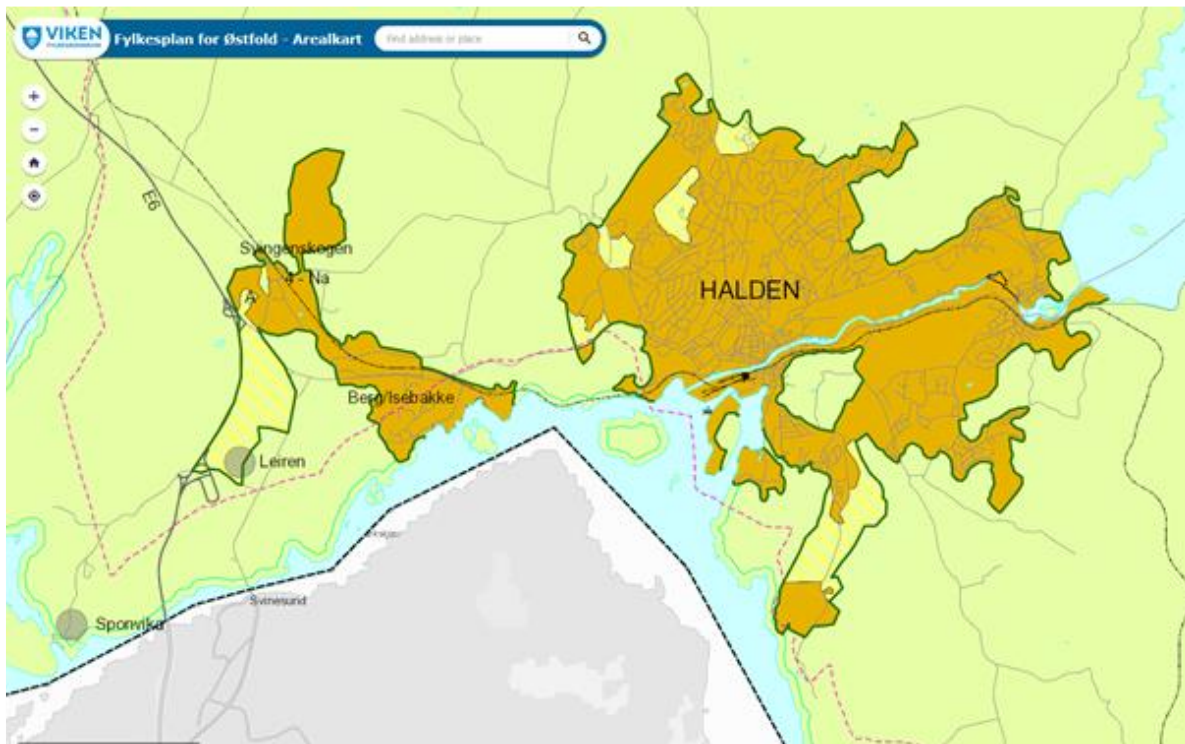 VIKEN
FYLKESKOMMUNE
Fylkesplan for Østfold - Arealkart
Find address or place
E6
Svingenskogen
4 - Na
HALDEN
Berg/Isebakke
Leiren
Svinesund
Sponvika